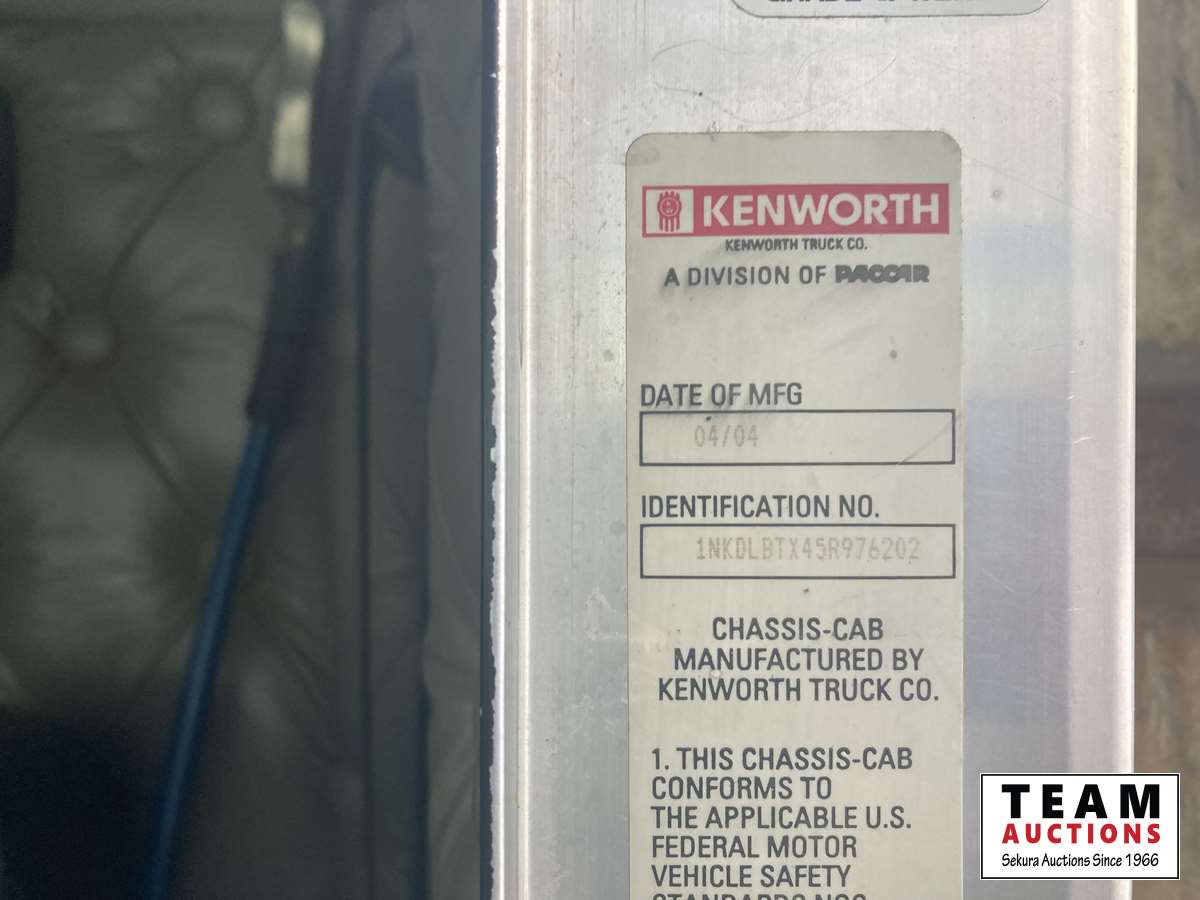 KENWORTH
KENWORTH TRUCK CO.
A DIVISION OF PACCAR
DATE OF MFG
04/04
IDENTIFICATION NO.
1NKDLBTX45R976202
CHASSIS-CAB
MANUFACTURED BY
KENWORTH TRUCK CO.
1. THIS CHASSIS-CAB
CONFORMS TO
THE APPLICABLE U.S.
FEDERAL MOTOR
VEHICLE SAFETY
STANDARDS NOS.
TEAM
AUCTIONS
Sekura Auctions Since 1966